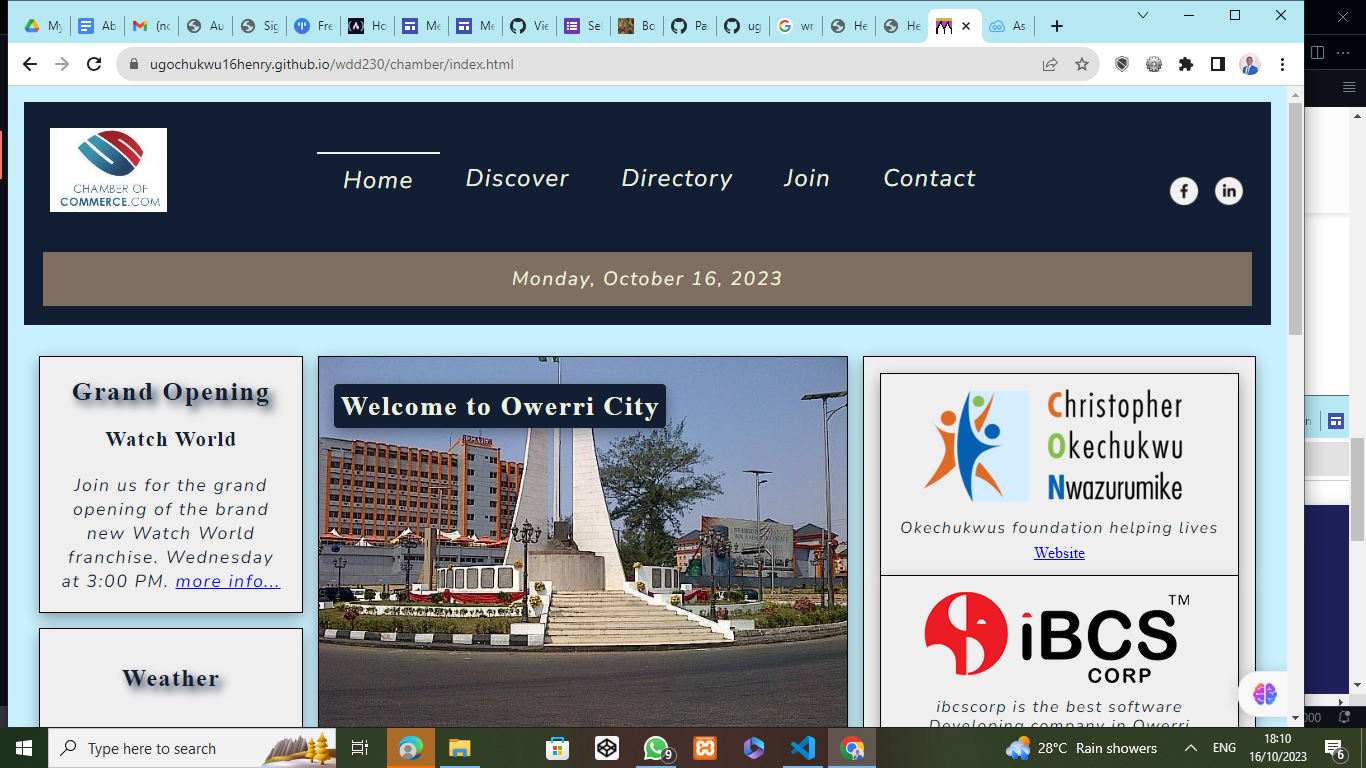 My
Ab
(no
Au
Sig
Fre
Ho
Me
Me
Vie
Se
Bo
Pa
ug
wr
He
He
As
ugochukwu16henry.github.io/wdd230/chamber/index.html
CHAMBER OF
COMMERCE.COM
Home
Discover
Directory
Join
Contact
Monday, October 16, 2023
Grand Opening
Watch World
Join us for the grand
opening of the brand
new Watch World
franchise. Wednesday
at 3:00 PM. more info...
Weather
Welcome to Owerri City
Christopher
Okechukwu
Nwazurumike
Okechukwus foundation helping lives
Website
iBCS TM
CORP
ibcscorp is the best software
Developing company in Owerri
Type here to search
9
28°C Rain showers
ENG
18:10
16/10/2023
6